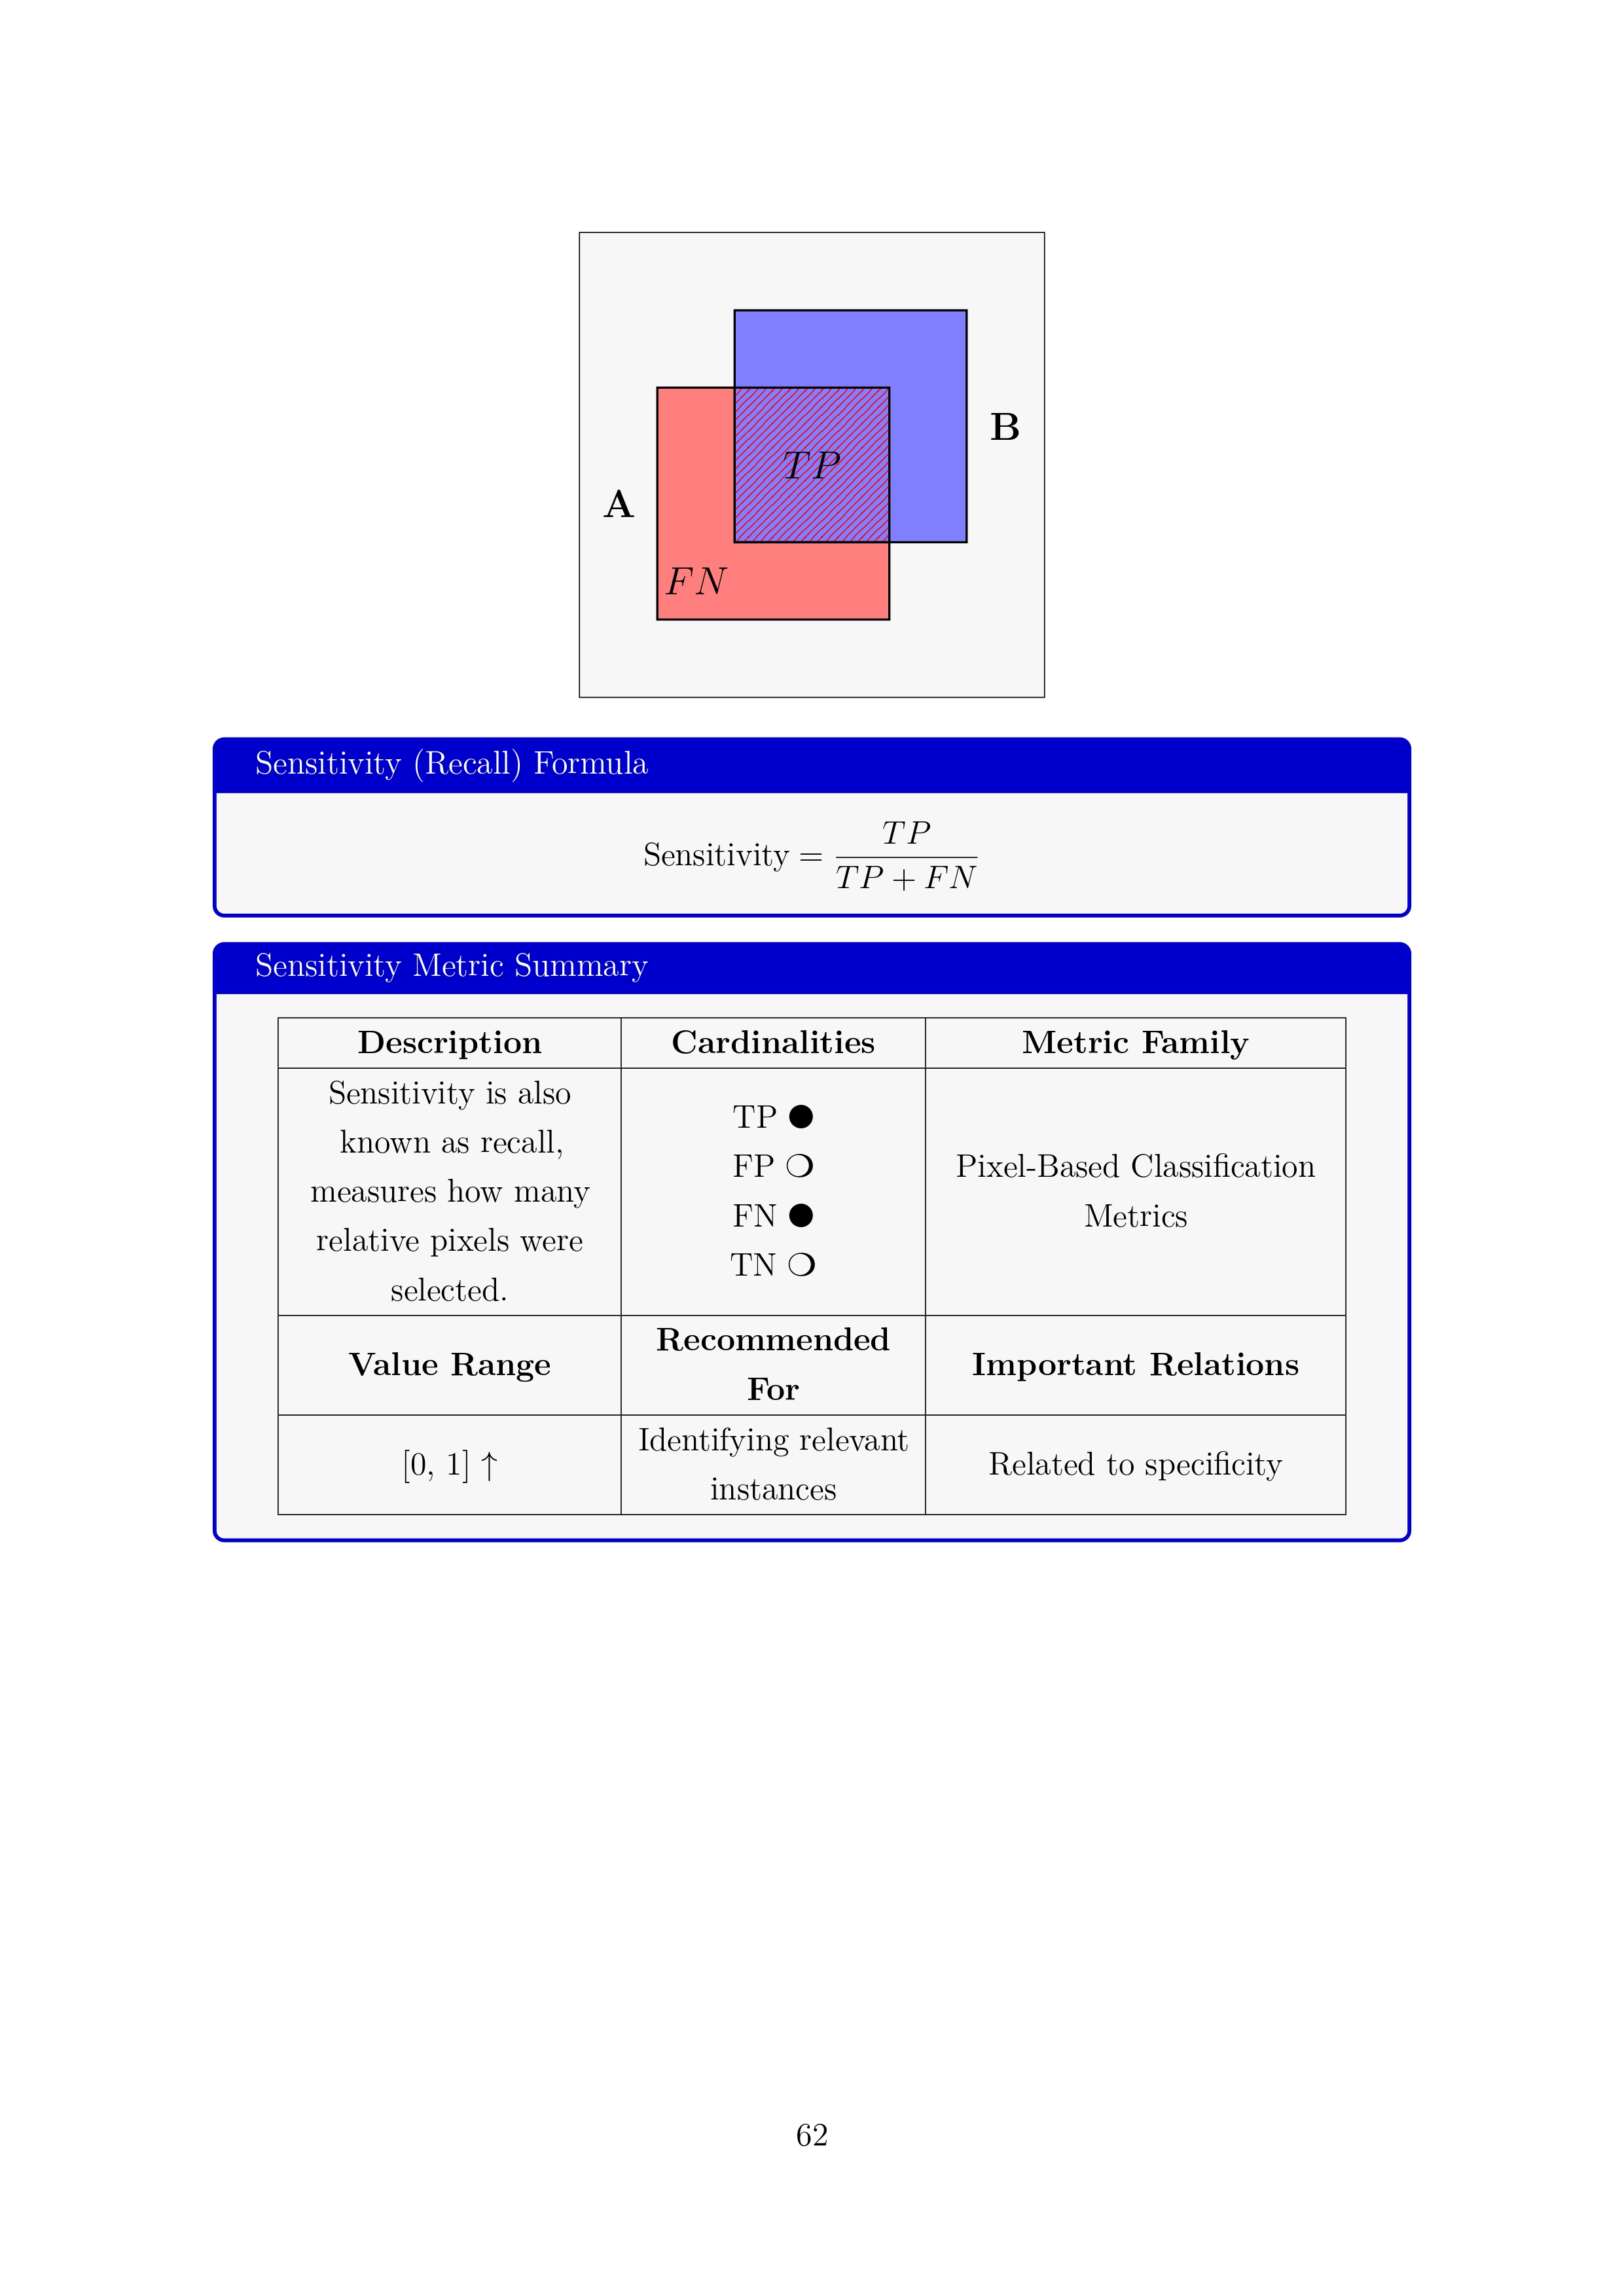 B
TP
A
FN
Sensitivity (Recall) Formula
Sensitivity = TP / (TP + FN)
Sensitivity Metric Summary
Description Cardinalities Metric Family
Sensitivity is also
known as recall,
measures how many
relative pixels were
selected.
TP ●
FP ❍
FN ●
TN ❍
Pixel-Based Classification
Metrics
Value Range
Recommended
For
Important Relations
[0, 1] ↑
Identifying relevant
instances
Related to specificity
62